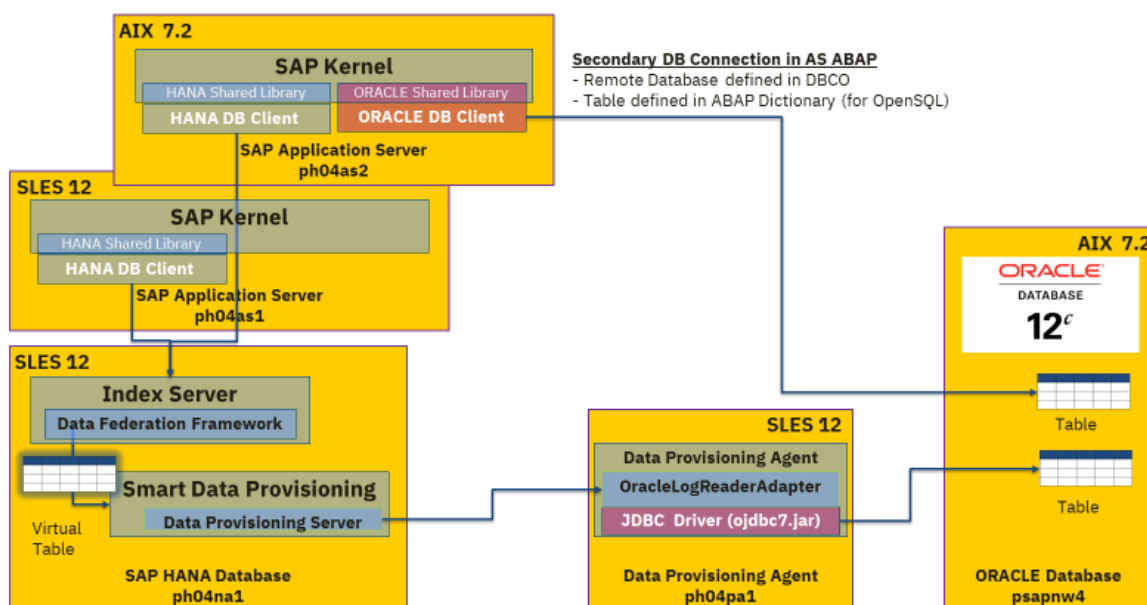 AIX 7.2
SAP Kernel
HANA Shared Library
ORACLE Shared Library
HANA DB Client
ORACLE DB Client
SAP Application Server
ph04as2
Secondary DB Connection in AS ABAP
- Remote Database defined in DBCO
- Table defined in ABAP Dictionary (for OpenSQL)
SLES 12
SAP Kernel
HANA Shared Library
HANA DB Client
SAP Application Server
ph04as1
SLES 12
Index Server
Data Federation Framework
Virtual
Table
Smart Data Provisioning
Data Provisioning Server
SAP HANA Database
ph04na1
SLES 12
Data Provisioning Agent
OracleLogReaderAdapter
JDBC Driver (ojdbc7.jar)
Data Provisioning Agent
ph04pa1
AIX 7.2
ORACLE
DATABASE
12c
Table
Table
ORACLE Database
psapnw4